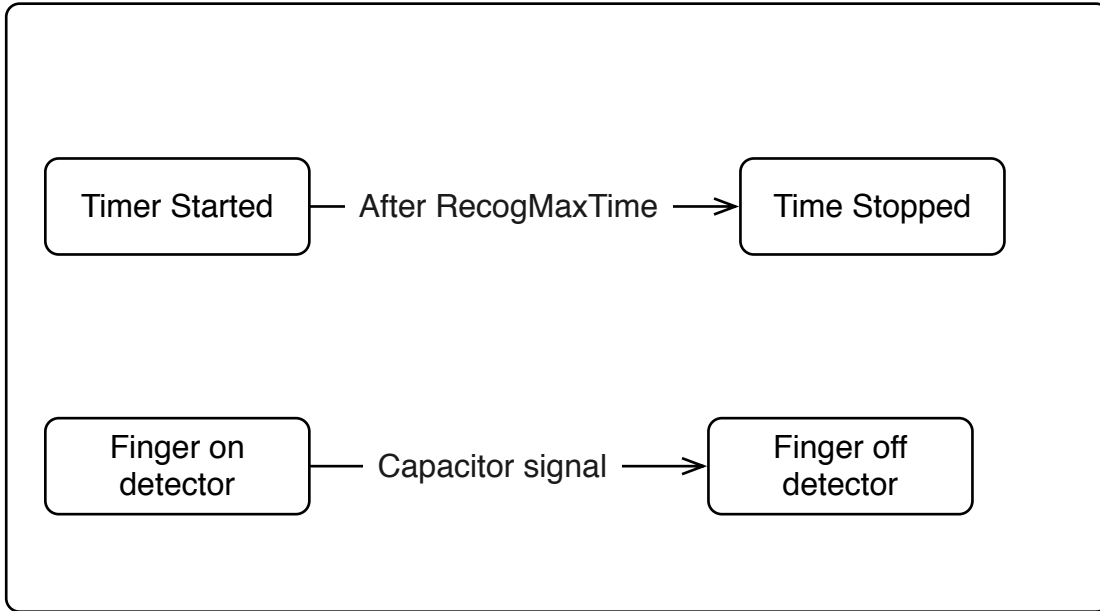 Timer Started
After RecogMaxTime
Time Stopped
Finger on
detector
Capacitor signal
Finger off
detector